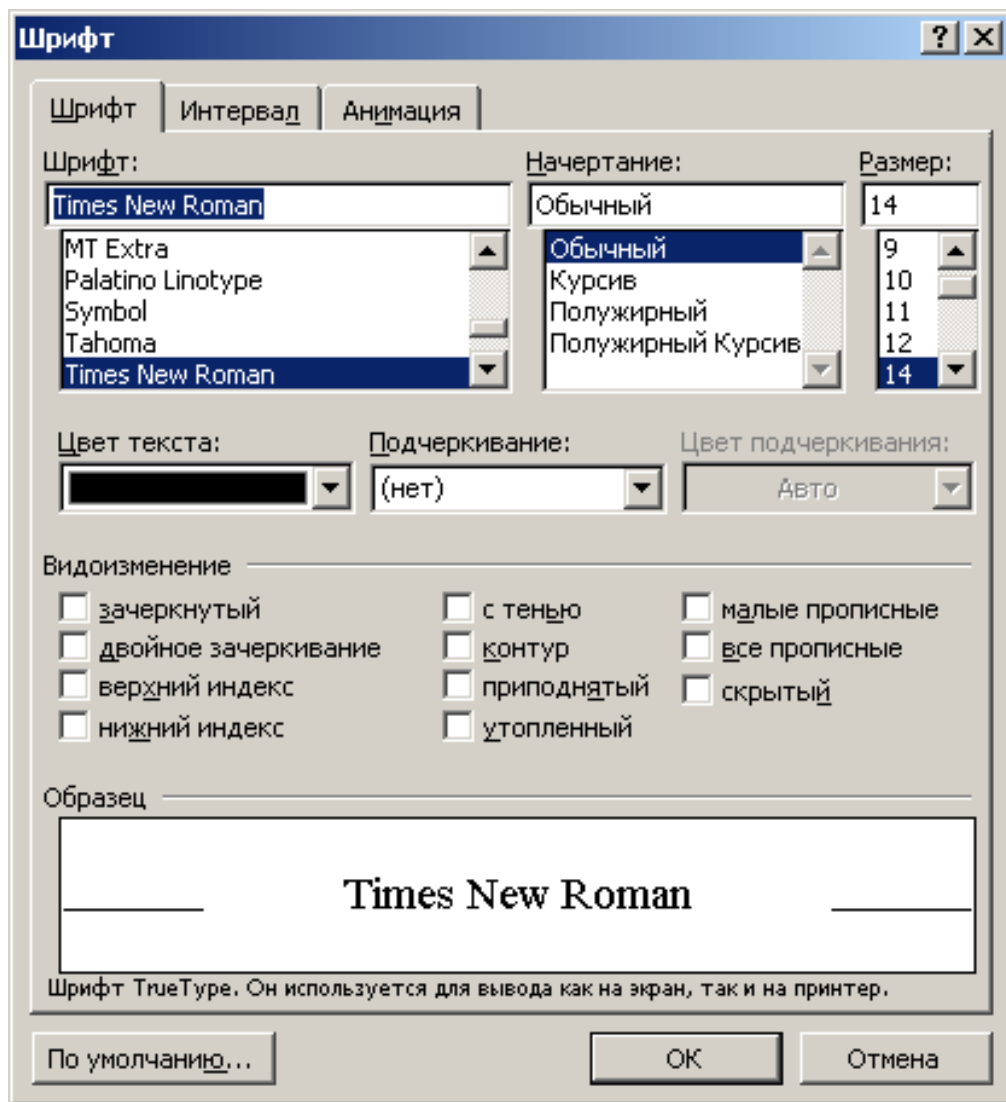 Шрифт
Шрифт Интервал Анимация
Шрифт: Начертание: Размер:
Times New Roman Обычный 14
MT Extra Обычный 9
Palatino Linotype Курсив 10
Symbol Полужирный 11
Tahoma Полужирный Курсив 12
Times New Roman 14
Цвет текста: Подчеркивание: Цвет подчеркивания:
(нет) Авто
Видоизменение
зачеркнутый с тенью малые прописные
двойное зачеркивание контур все прописные
верхний индекс приподнятый скрытый
нижний индекс утопленный
Образец
Times New Roman
Шрифт TrueType. Он используется для вывода как на экран, так и на принтер.
По умолчанию... ОК Отмена